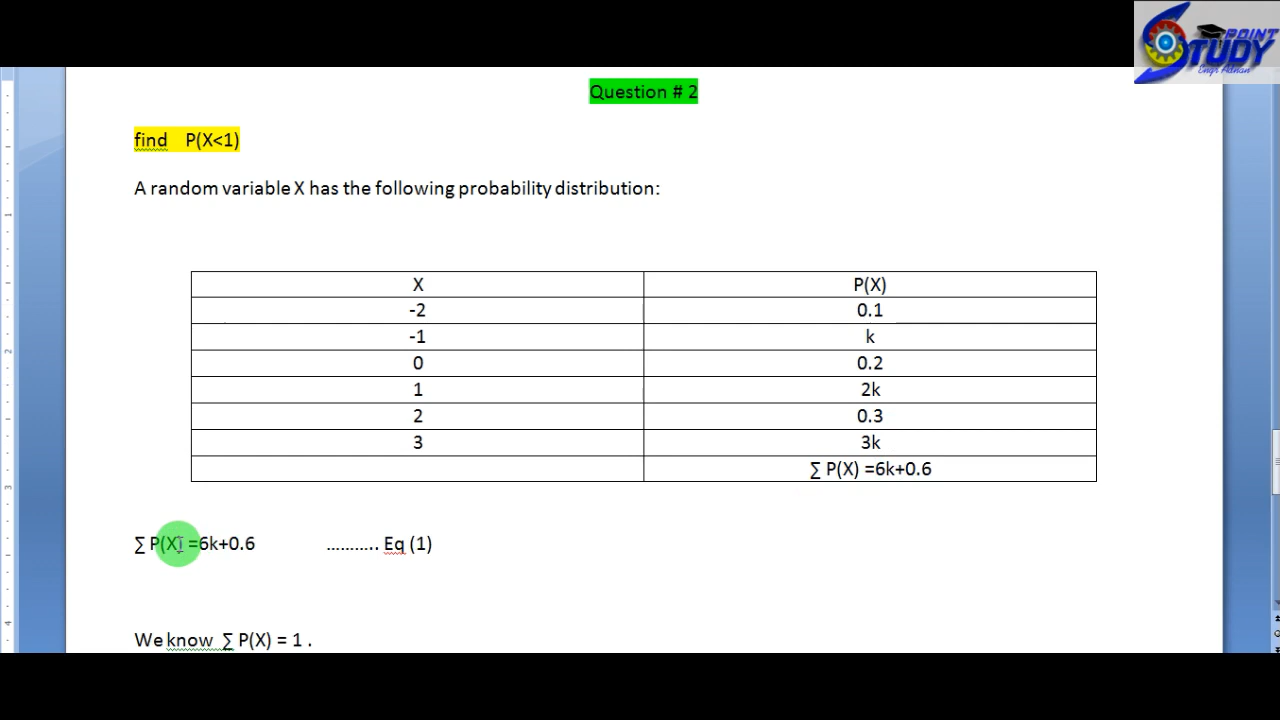 POINT
STUDY
Engr Adnan
Question # 2
find P(X<1)
A random variable X has the following probability distribution:
X P(X)
-2 0.1
-1 k
0 0.2
1 2k
2 0.3
3 3k
∑ P(X) =6k+0.6
∑ P(X) =6k+0.6 ……….. Eq (1)
We know ∑ P(X) = 1 .